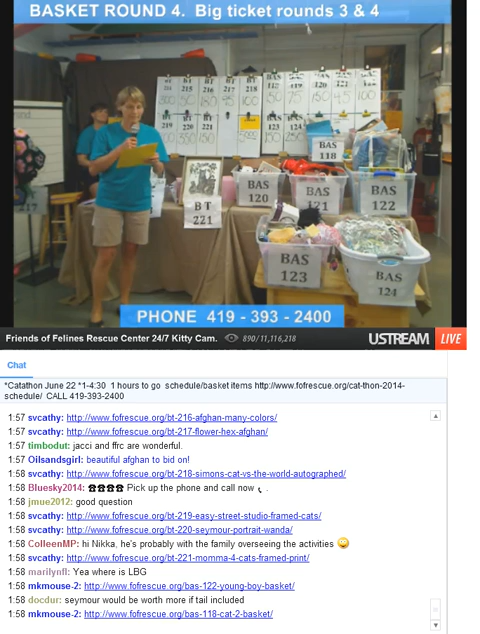 BASKET ROUND 4. Big ticket rounds 3 & 4
BT 215 BT 216 BT 217 BT 218
BAS 118
BAS 120
BAS 121
BAS 122
BT 221
BAS 123
BAS 124
PHONE 419 - 393 - 2400
Friends of Felines Rescue Center 24/7 Kitty Cam. 890/11,116,218 USTREAM LIVE
Chat
*Catathon June 22 *1-4:30 1 hours to go schedule/basket items http://www.fofrescue.org/cat-thon-2014-
schedule/ CALL 419-393-2400
1:57 svcathy: http://www.fofrescue.org/bt-216-afghan-many-colors/
1:57 svcathy: http://www.fofrescue.org/bt-217-flower-hex-afghan/
1:57 timbodut: jacci and ffrc are wonderful.
1:57 Oilsandsgirl: beautiful afghan to bid on!
1:58 svcathy: http://www.fofrescue.org/bt-218-simons-cat-vs-the-world-autographed/
1:58 Bluesky2014: ☎☎☎☎ Pick up the phone and call now .
1:58 jmue2012: good question
1:58 svcathy: http://www.fofrescue.org/bt-219-easy-street-studio-framed-cats/
1:58 svcathy: http://www.fofrescue.org/bt-220-seymour-portrait-wanda/
1:58 ColleenMP: hi Nikka, he's probably with the family overseeing the activities
1:58 svcathy: http://www.fofrescue.org/bt-221-momma-4-cats-framed-print/
1:58 marilynfl: Yea where is LBG
1:58 mkmouse-2: http://www.fofrescue.org/bas-122-young-boy-basket/
1:58 docdur: seymour would be worth more if tail included
1:58 mkmouse-2: http://www.fofrescue.org/bas-118-cat-2-basket/